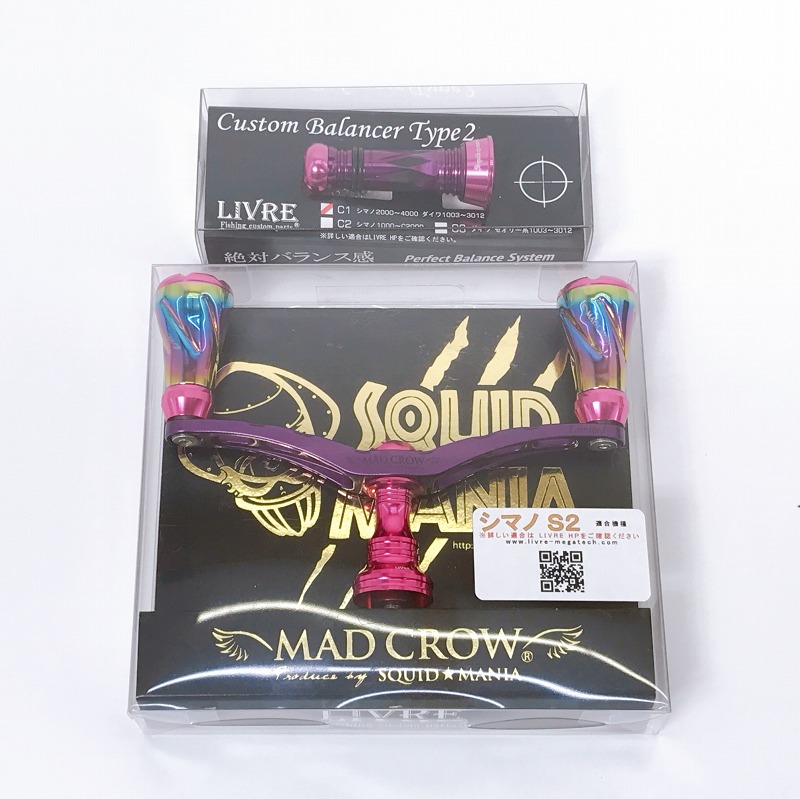 Custom Balancer Type2
LIVRE
Fishing custom parts®
C1 シマノ2000～4000 ダイワ1003～3012
C2 シマノ1000～C3000
1003～3012
※詳しい適合はLIVRE HPをご確認ください。
絶対バランス感
Perfect Balance System
SQUID
MANIA
MAD CROW
シマノ S2 適合機種
※詳しい適合は LIVRE HPをご確認ください
www.livre-megatech.com
http:
MAD CROW®
Produce by SQUID★MANIA
LIVRE